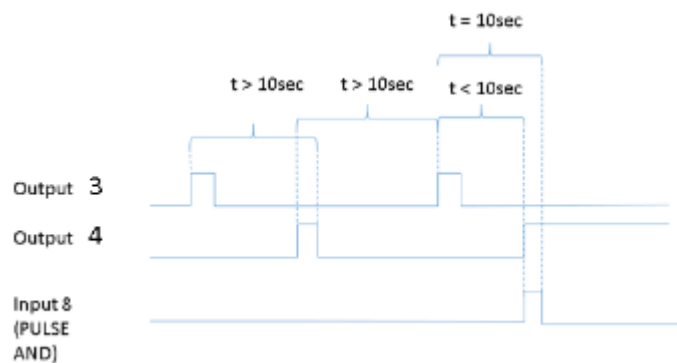 t = 10sec
t > 10sec
t > 10sec
t < 10sec
Output 3
Output 4
Input 8
(PULSE
AND]